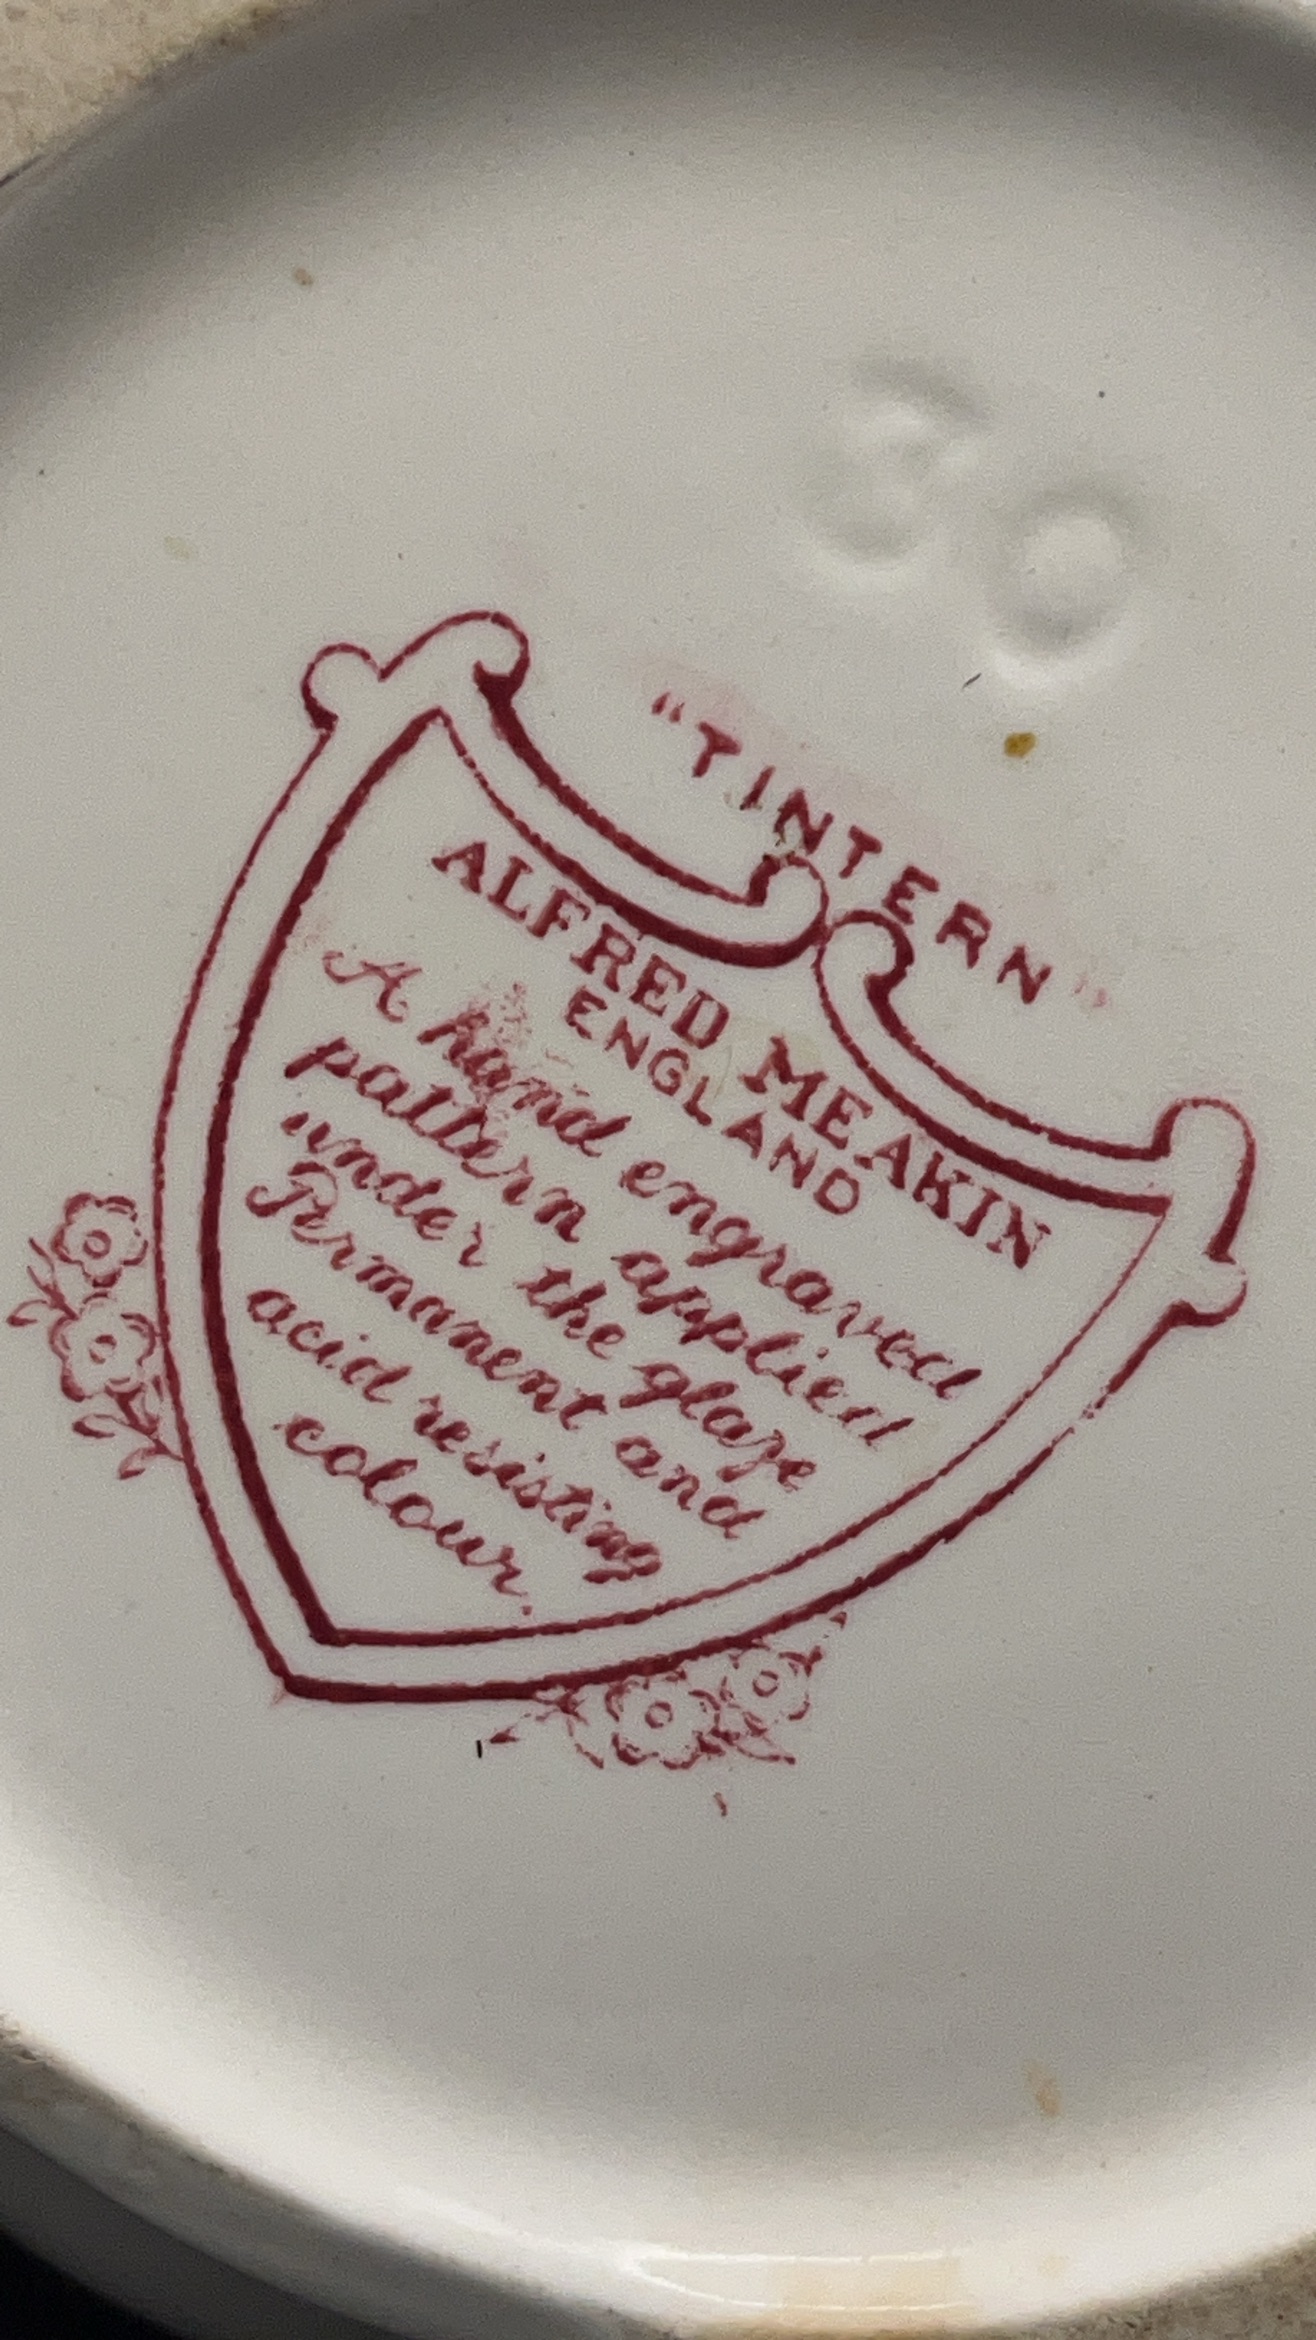 "TINTERN"
ALFRED MEAKIN
ENGLAND
A hand engraved
pattern applied
under the glaze
Permanent and
acid resisting
colour.